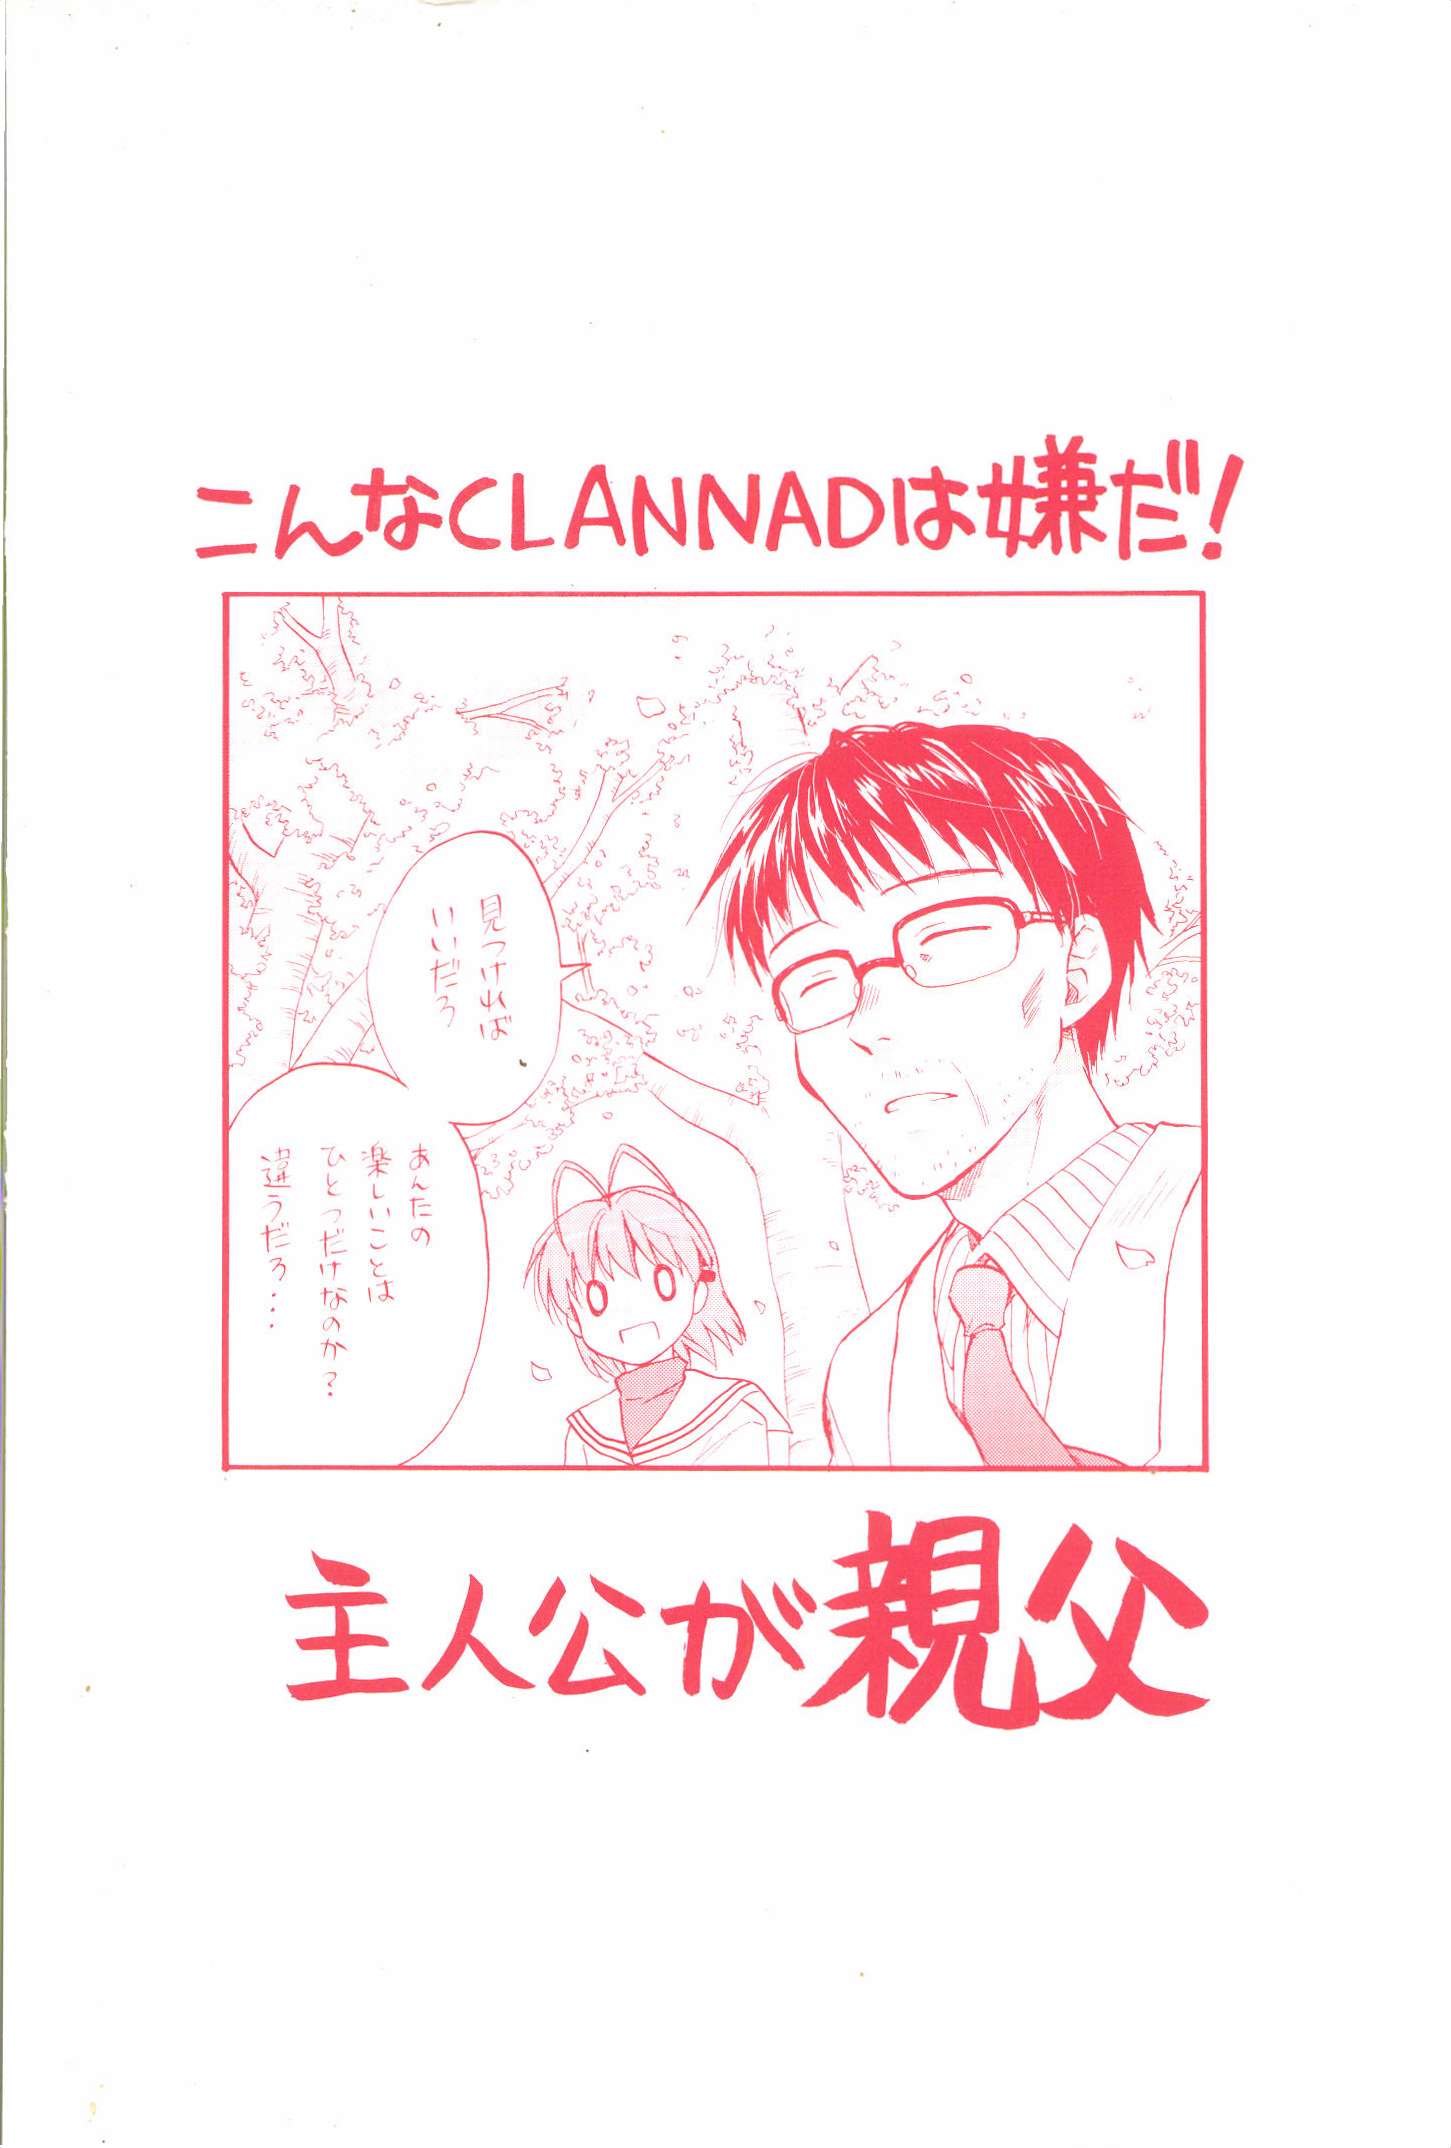 こんなCLANNADは嫌だ!
見つければ
いいだろ
あんたの
楽しいことは
ひとつだけなのか?
違うだろ・・・
主人公が親父